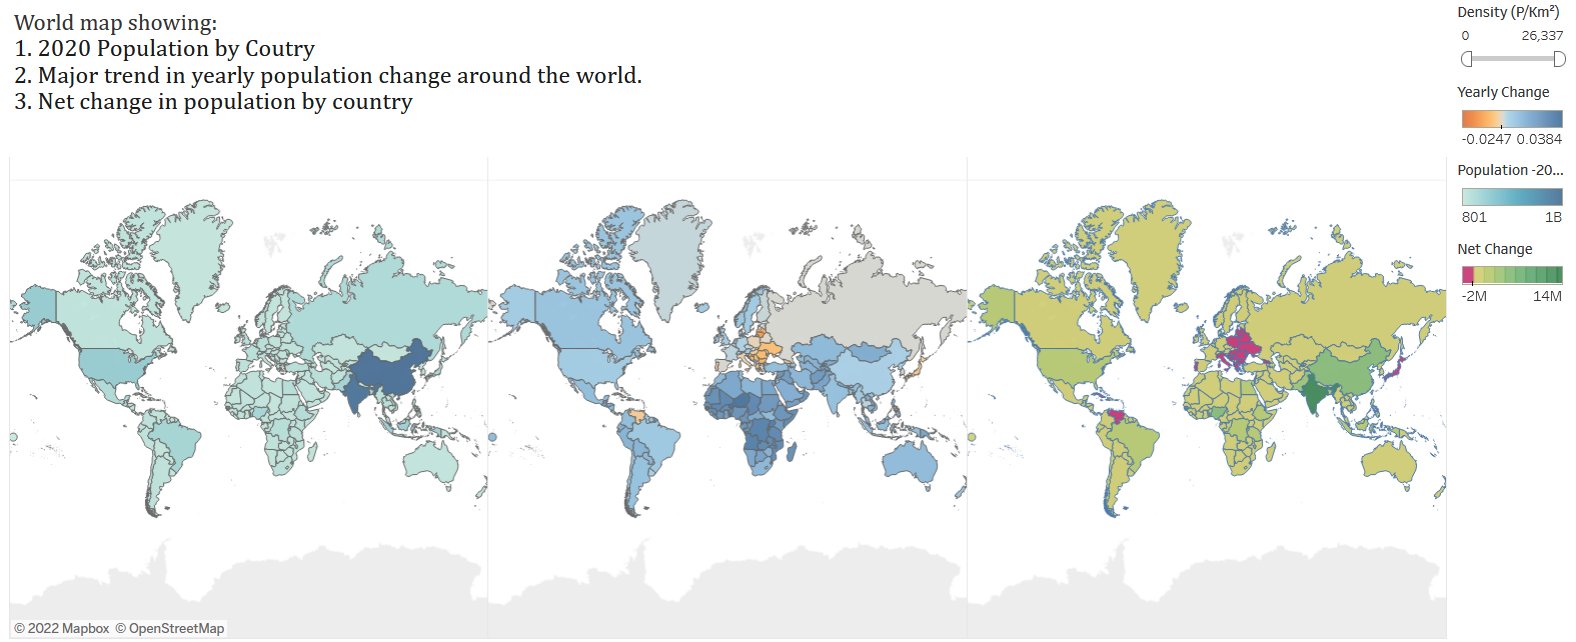 World map showing:
1. 2020 Population by Coutry
2. Major trend in yearly population change around the world.
3. Net change in population by country
Density (P/Km²)
0 26,337
Yearly Change
-0.0247 0.0384
Population -20...
801 1B
Net Change
-2M 14M
© 2022 Mapbox © OpenStreetMap